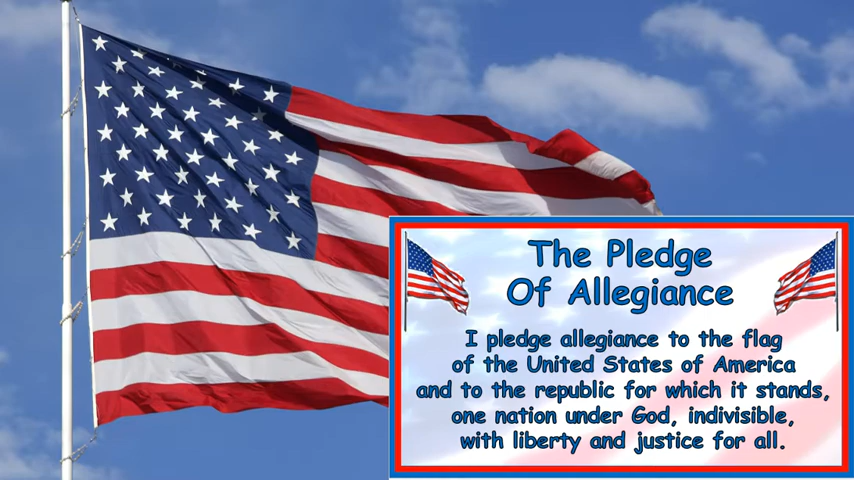 The Pledge
Of Allegiance
I pledge allegiance to the flag
of the United States of America
and to the republic for which it stands,
one nation under God, indivisible,
with liberty and justice for all.